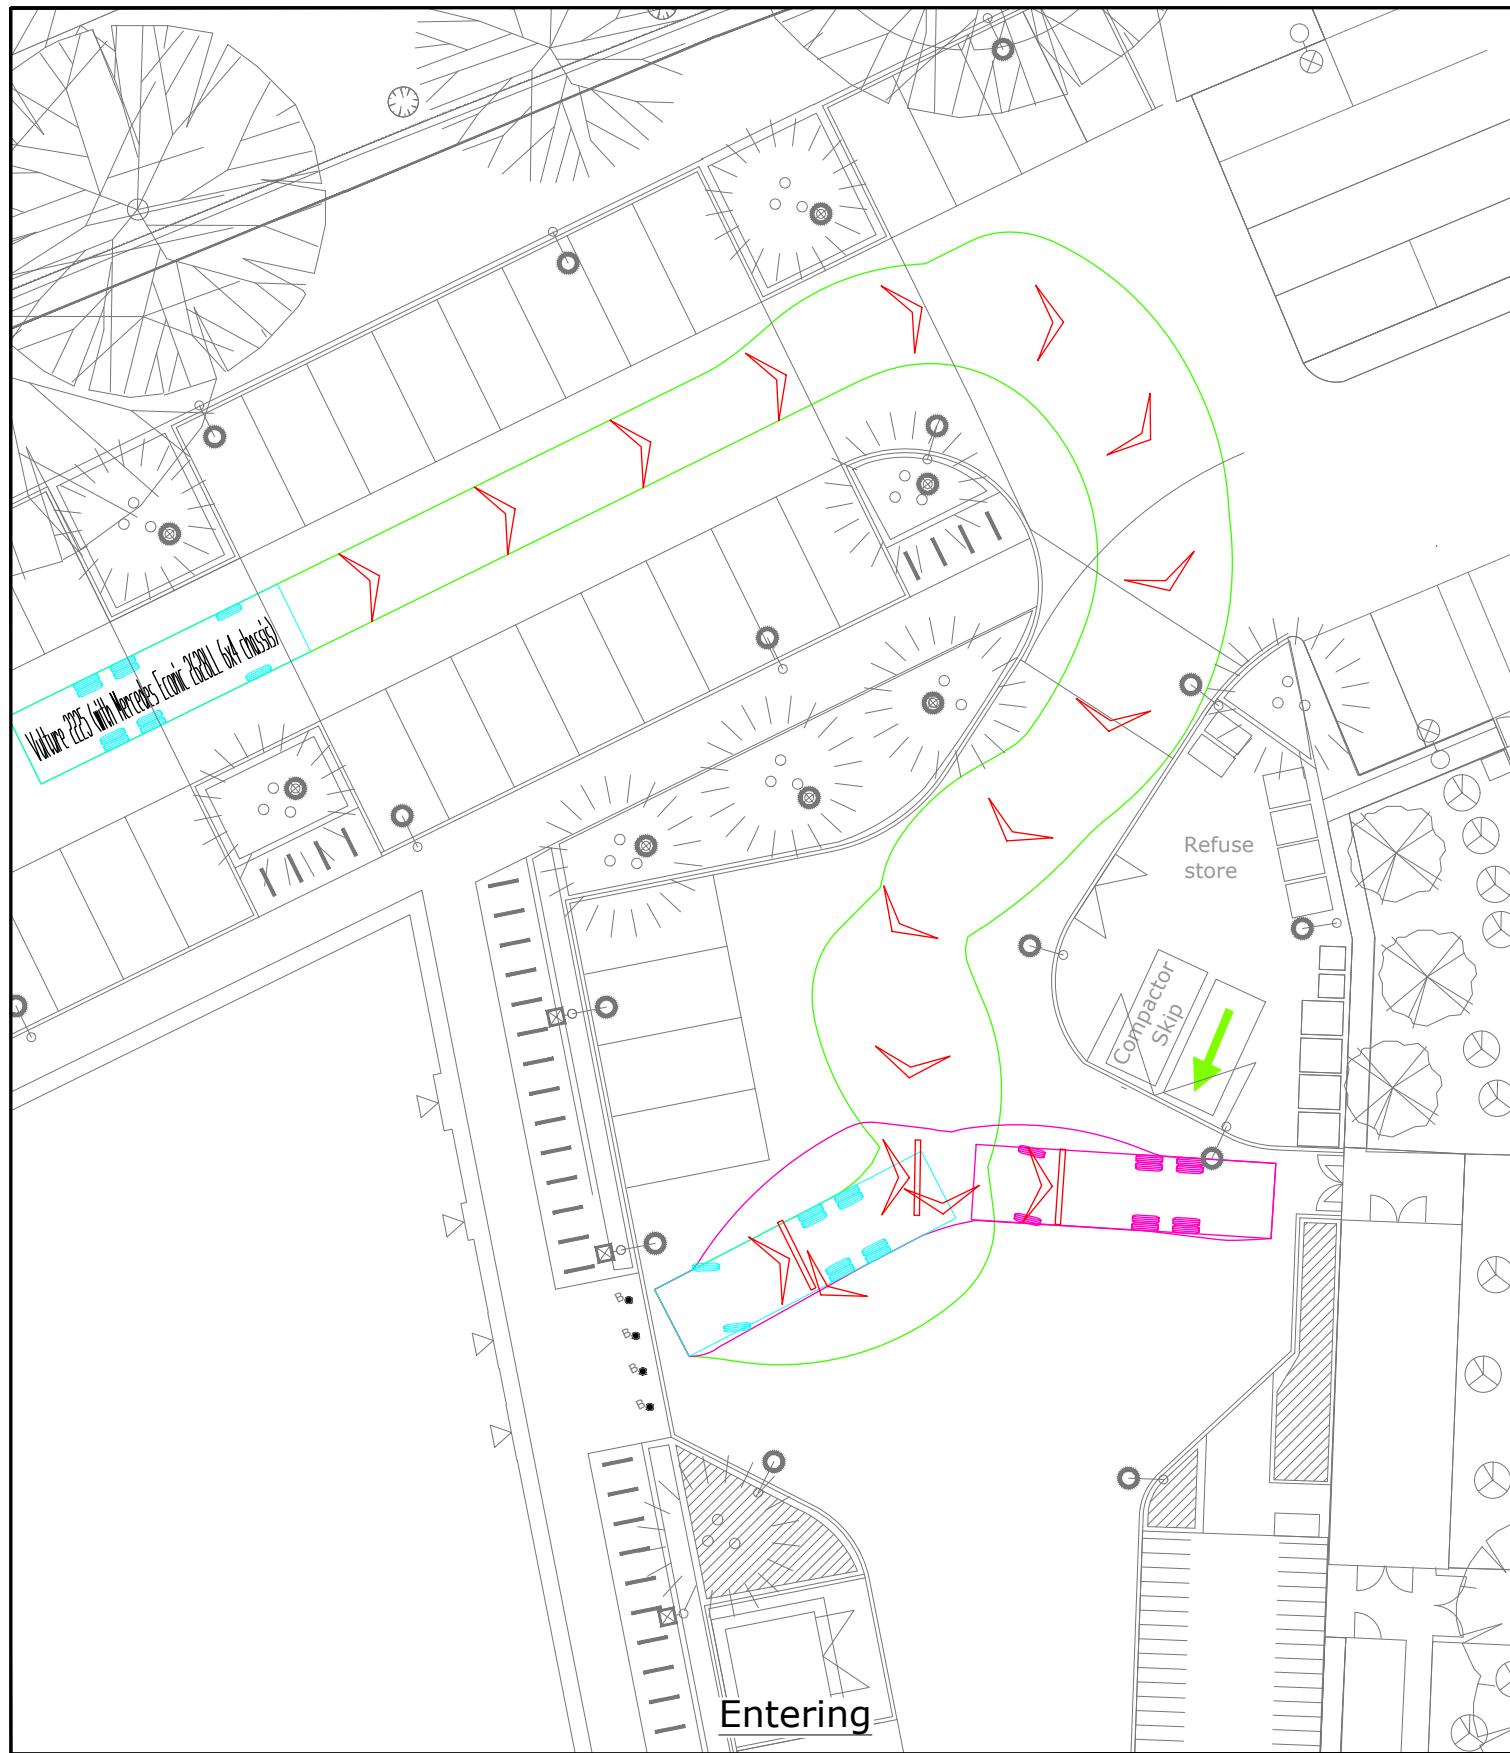 Vulture 2225 (with Mercedes Econic 2628LL 6x4 chassis)
Refuse
store
Compactor
Skip
B
B
B
B
Entering